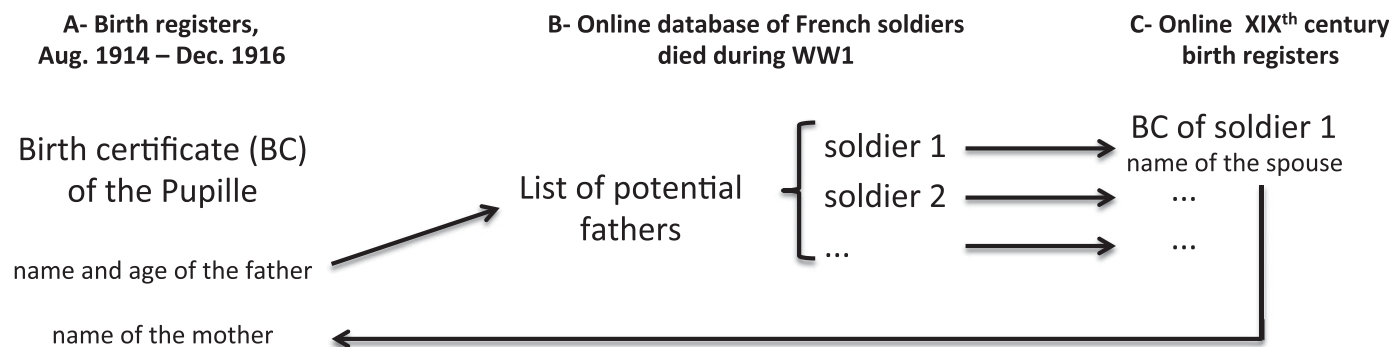 A- Birth registers,
Aug. 1914 – Dec. 1916
Birth certificate (BC)
of the Pupille
name and age of the father
name of the mother
B- Online database of French soldiers
died during WW1
List of potential
fathers
soldier 1
soldier 2
...
C- Online XIXth century
birth registers
BC of soldier 1
name of the spouse
...
...